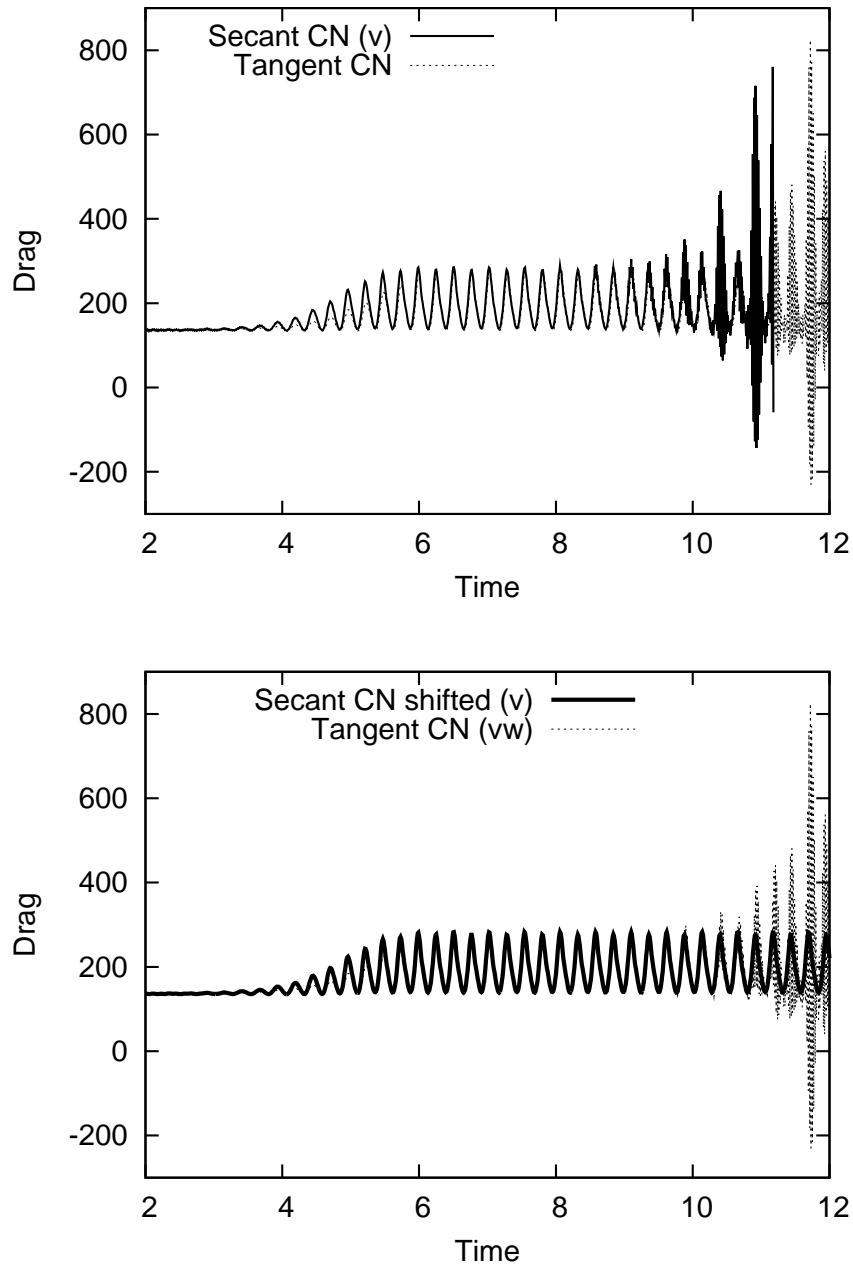 Secant CN (v)
Tangent CN
800
600
400
200
0
-200
Drag
2 4 6 8 10 12
Time
Secant CN shifted (v)
Tangent CN (vw)
800
600
400
200
0
-200
Drag
2 4 6 8 10 12
Time